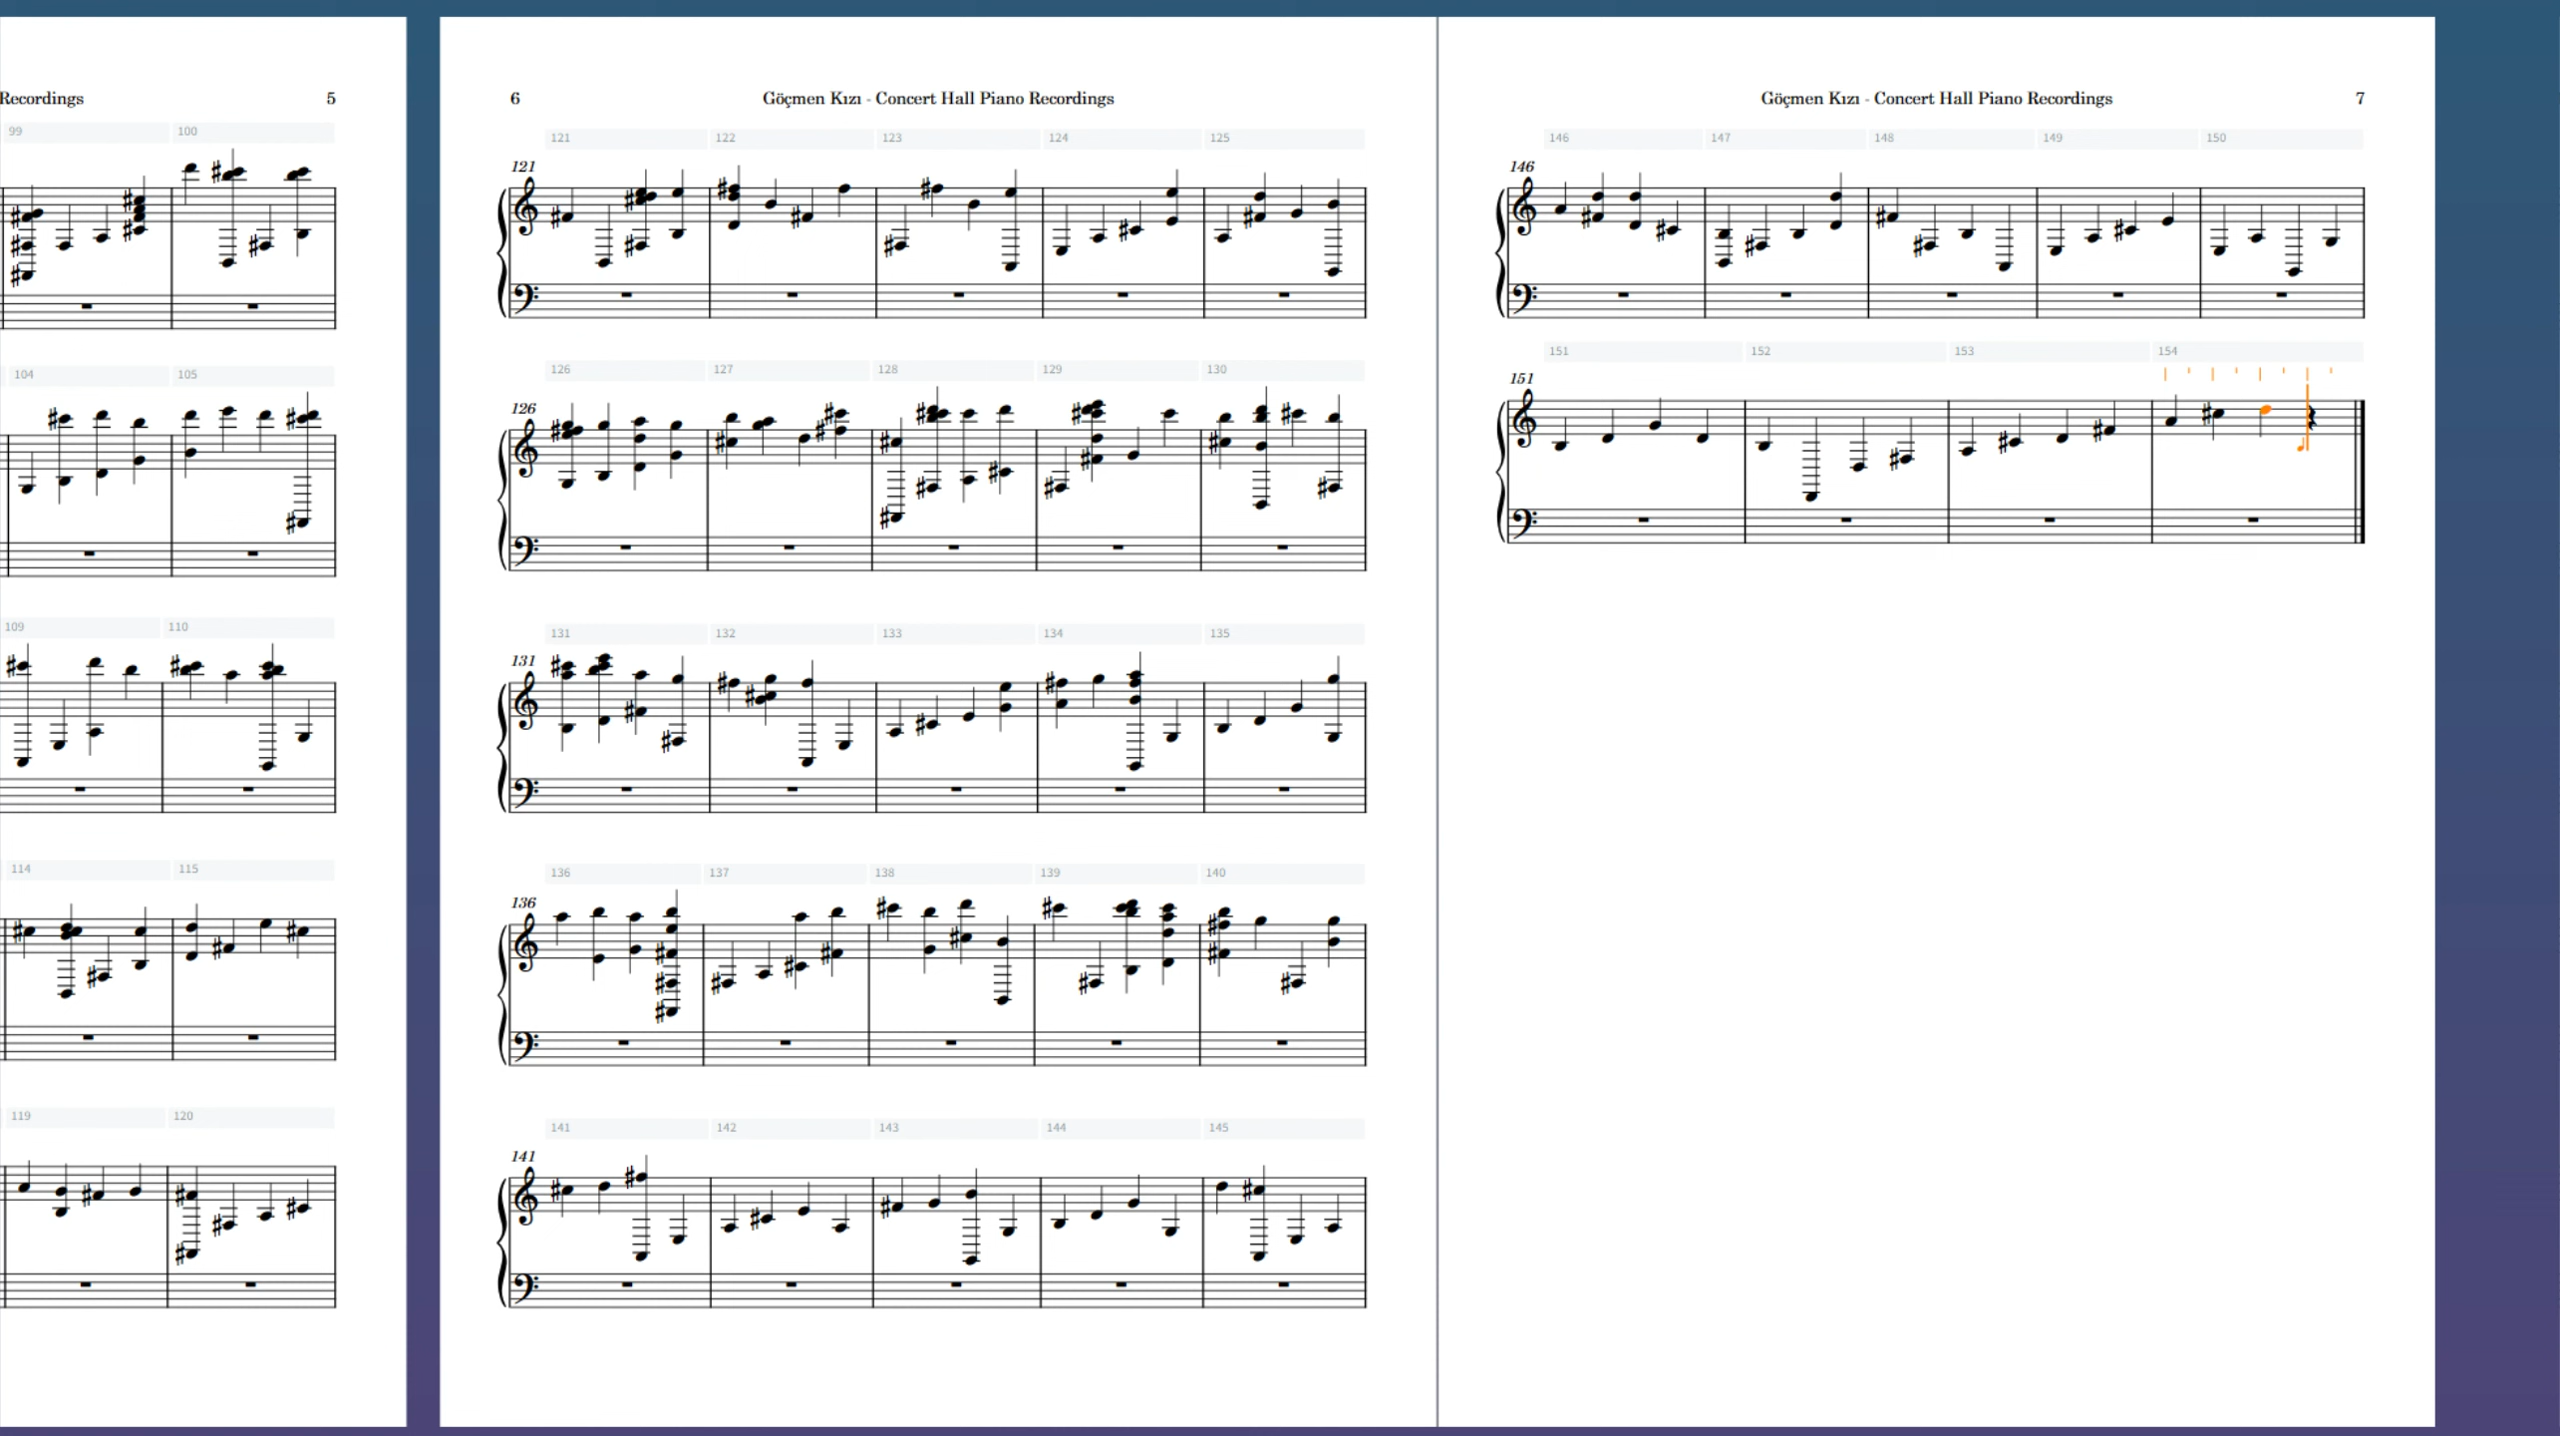 Recordings 5
99 100
104 105
109 110
114 115
119 120
6 Göçmen Kızı - Concert Hall Piano Recordings
121 122 123 124 125
121
126 127 128 129 130
126
131 132 133 134 135
131
136 137 138 139 140
136
141 142 143 144 145
141
Göçmen Kızı - Concert Hall Piano Recordings 7
146 147 148 149 150
146
151 152 153 154
151